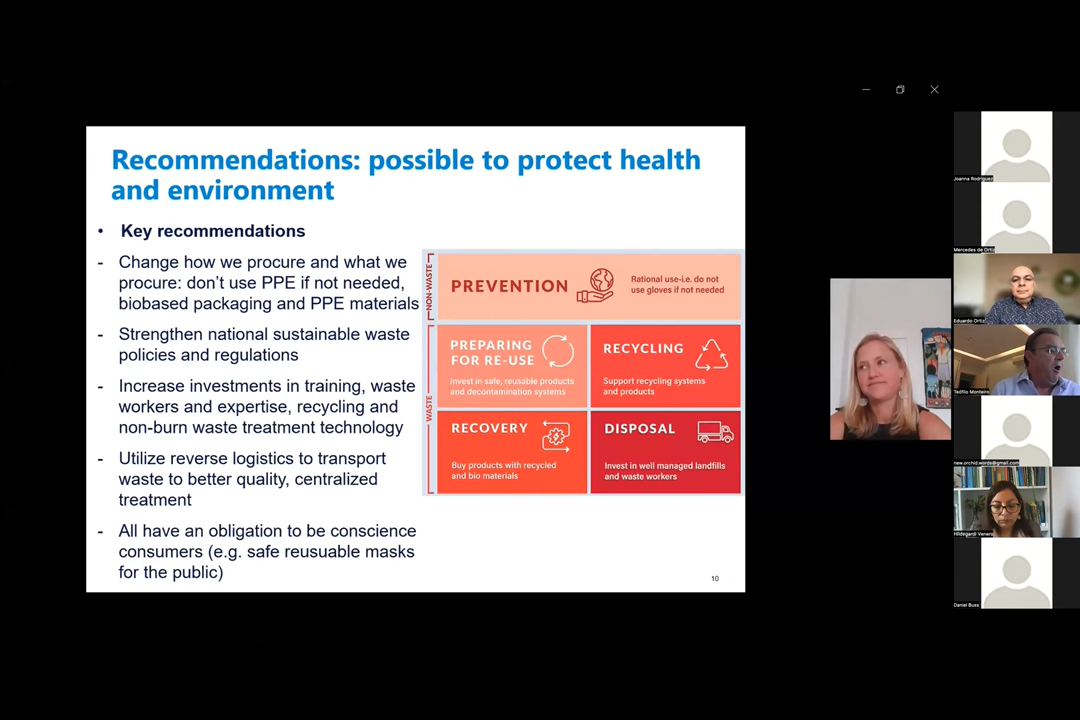 Recommendations: possible to protect health
and environment
• Key recommendations
- Change how we procure and what we
procure: don't use PPE if not needed,
biobased packaging and PPE materials
- Strengthen national sustainable waste
policies and regulations
- Increase investments in training, waste
workers and expertise, recycling and
non-burn waste treatment technology
- Utilize reverse logistics to transport
waste to better quality, centralized
treatment
- All have an obligation to be conscience
consumers (e.g. safe reusuable masks
for the public)
NON-WASTE
PREVENTION
Rational use-i.e. do not
use gloves if not needed
WASTE
PREPARING
FOR RE-USE
Invest in safe, reusable products
and decontamination systems
RECYCLING
Support recycling systems
and products
RECOVERY
Buy products with recycled
and bio materials
DISPOSAL
Invest in well managed landfills
and waste workers
10
Joanna Rodriguez
Mercedes de Ortiz
Eduardo Ortiz
Teófilo Monteiro
new.orchid.words@gmail.com
Hildegardi Venero
Daniel Buss